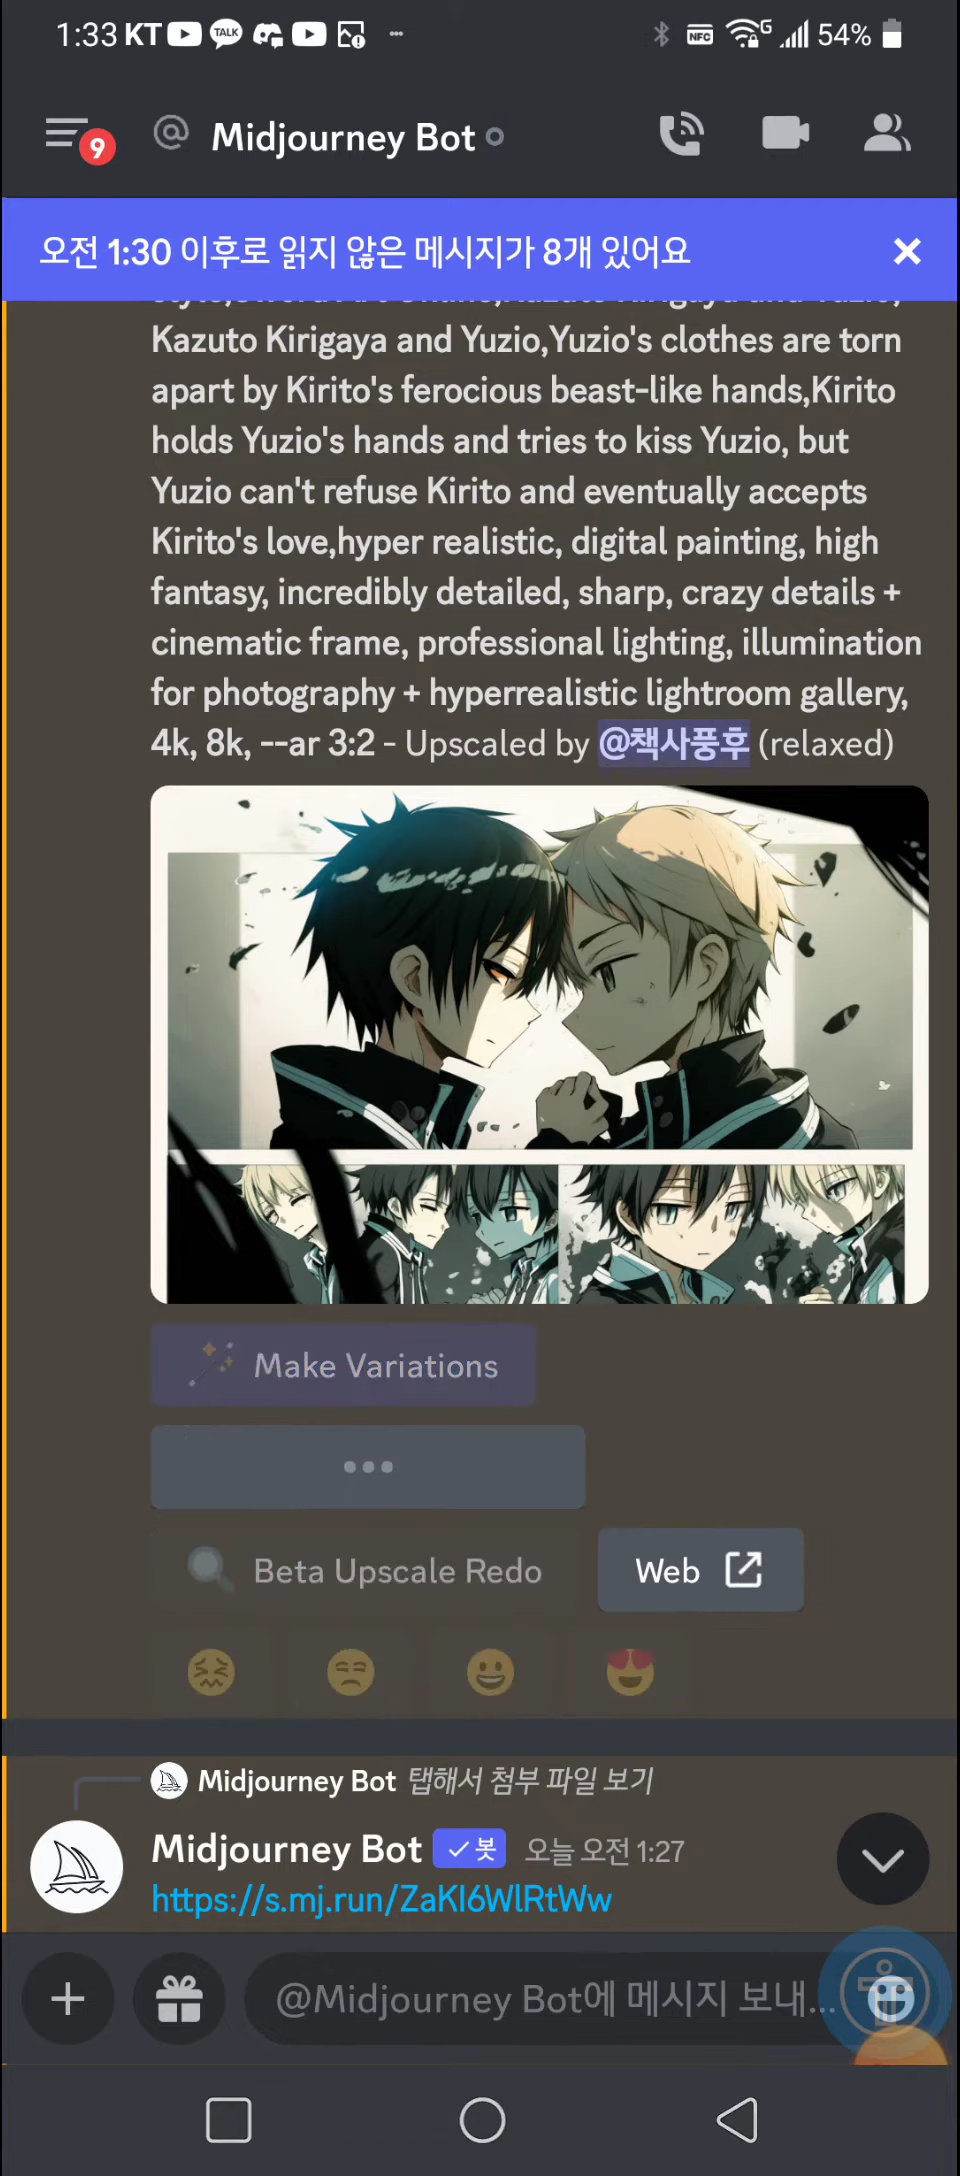 1:33 KT TALK
NFC G 54%
9 @ Midjourney Bot
오전 1:30 이후로 읽지 않은 메시지가 8개 있어요
Kazuto Kirigaya and Yuzio,Yuzio's clothes are torn
apart by Kirito's ferocious beast-like hands,Kirito
holds Yuzio's hands and tries to kiss Yuzio, but
Yuzio can't refuse Kirito and eventually accepts
Kirito's love,hyper realistic, digital painting, high
fantasy, incredibly detailed, sharp, crazy details +
cinematic frame, professional lighting, illumination
for photography + hyperrealistic lightroom gallery,
4k, 8k, --ar 3:2 - Upscaled by @책사풍후 (relaxed)
Make Variations
Beta Upscale Redo
Web
Midjourney Bot 탭해서 첨부 파일 보기
Midjourney Bot ✓ 봇 오늘 오전 1:27
https://s.mj.run/ZaKI6WlRtWw
@Midjourney Bot에 메시지 보내...